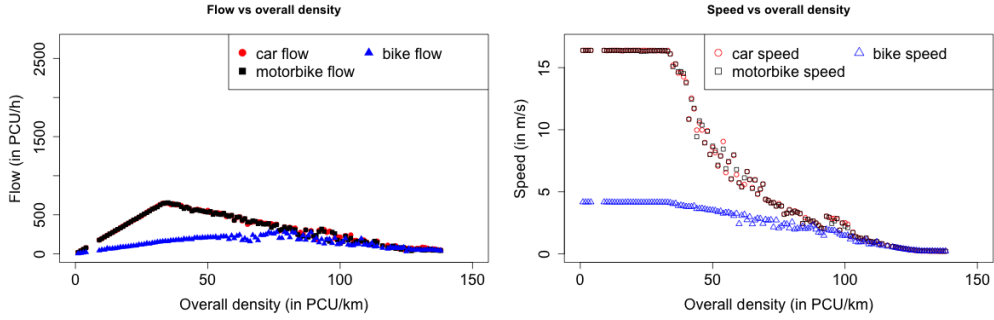 Flow vs overall density
car flow
bike flow
motorbike flow
Flow (in PCU/h)
0
500
1500
2500
0
50
100
150
Overall density (in PCU/km)
Speed vs overall density
car speed
bike speed
motorbike speed
Speed (in m/s)
0
5
10
15
0
50
100
150
Overall density (in PCU/km)